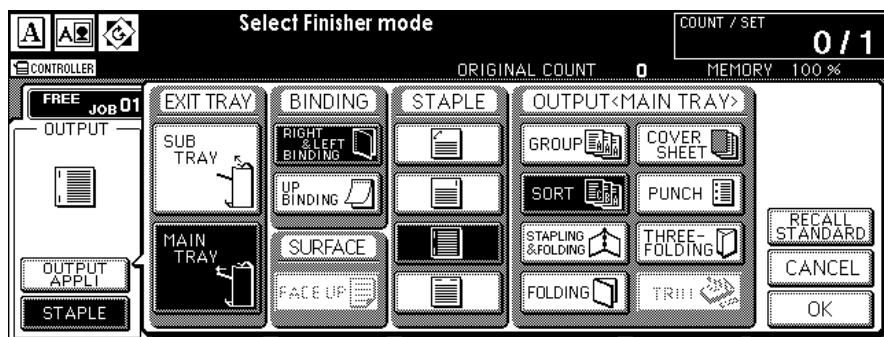 Select Finisher mode
COUNT / SET
0 / 1
A
A
CONTROLLER
ORIGINAL COUNT 0 MEMORY 100 %
FREE JOB 01
OUTPUT
OUTPUT APPLI
STAPLE
EXIT TRAY
SUB TRAY
MAIN TRAY
BINDING
RIGHT & LEFT BINDING
UP BINDING
SURFACE
FACE UP
STAPLE
OUTPUT<MAIN TRAY>
GROUP
COVER SHEET
SORT
PUNCH
STAPLING &FOLDING
THREE-FOLDING
FOLDING
TRIM
RECALL STANDARD
CANCEL
OK